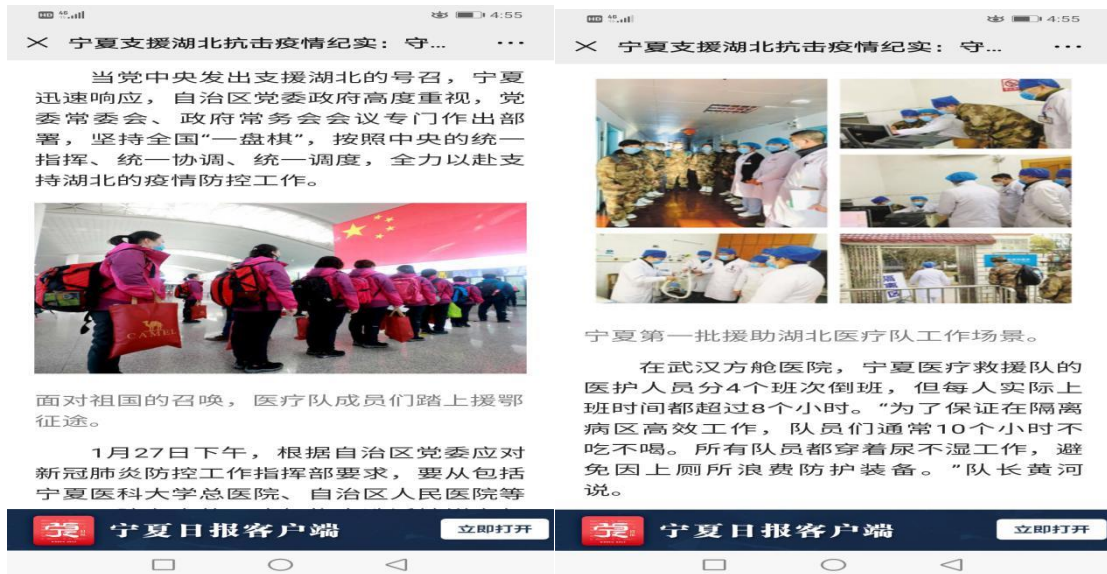 HD 4G 4:55
宁夏支援湖北抗击疫情纪实：守...
当党中央发出支援湖北的号召，宁夏
迅速响应，自治区党委政府高度重视，党
委常委会、政府常务会会议专门作出部
署，坚持全国“一盘棋”，按照中央的统一
指挥、统一协调、统一调度，全力以赴支
持湖北的疫情防控工作。
CAMEL
面对祖国的召唤，医疗队成员们踏上援鄂
征途。
1月27日下午，根据自治区党委应对
新冠肺炎防控工作指挥部要求，要从包括
宁夏医科大学总医院、自治区人民医院等
宁夏日报客户端
立即打开
HD 4G 4:55
宁夏支援湖北抗击疫情纪实：守...
宁夏第一批援助湖北医疗队工作场景。
在武汉方舱医院，宁夏医疗救援队的
医护人员分4个班次倒班，但每人实际上
班时间都超过8个小时。“为了保证在隔离
病区高效工作，队员们通常10个小时不
吃不喝。所有队员都穿着尿不湿工作，避
免因上厕所浪费防护装备。”队长黄河
说。
宁夏日报客户端
立即打开